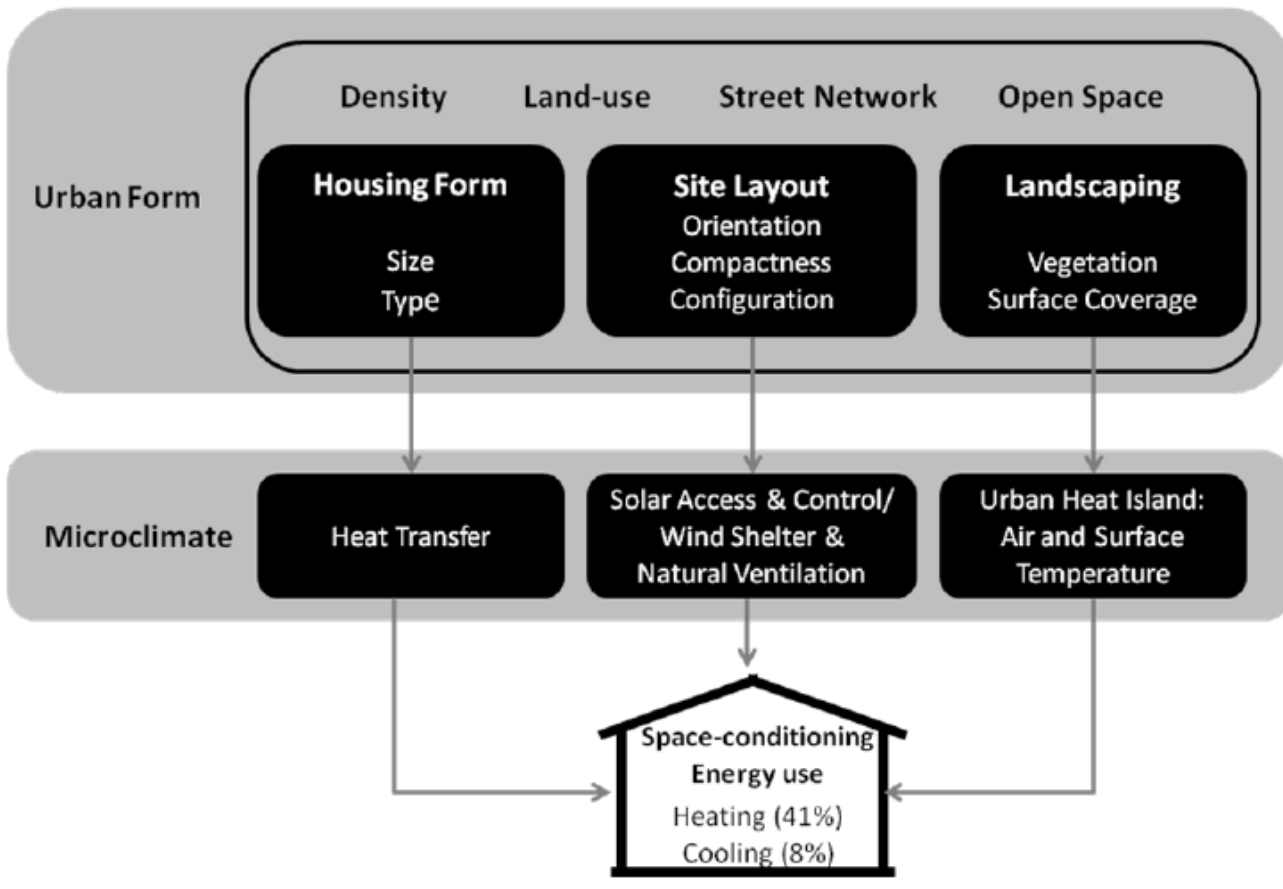 Density Land-use Street Network Open Space
Urban Form
Housing Form
Size
Type
Site Layout
Orientation
Compactness
Configuration
Landscaping
Vegetation
Surface Coverage
Microclimate
Heat Transfer
Solar Access & Control/
Wind Shelter &
Natural Ventilation
Urban Heat Island:
Air and Surface
Temperature
Space-conditioning
Energy use
Heating (41%)
Cooling (8%)